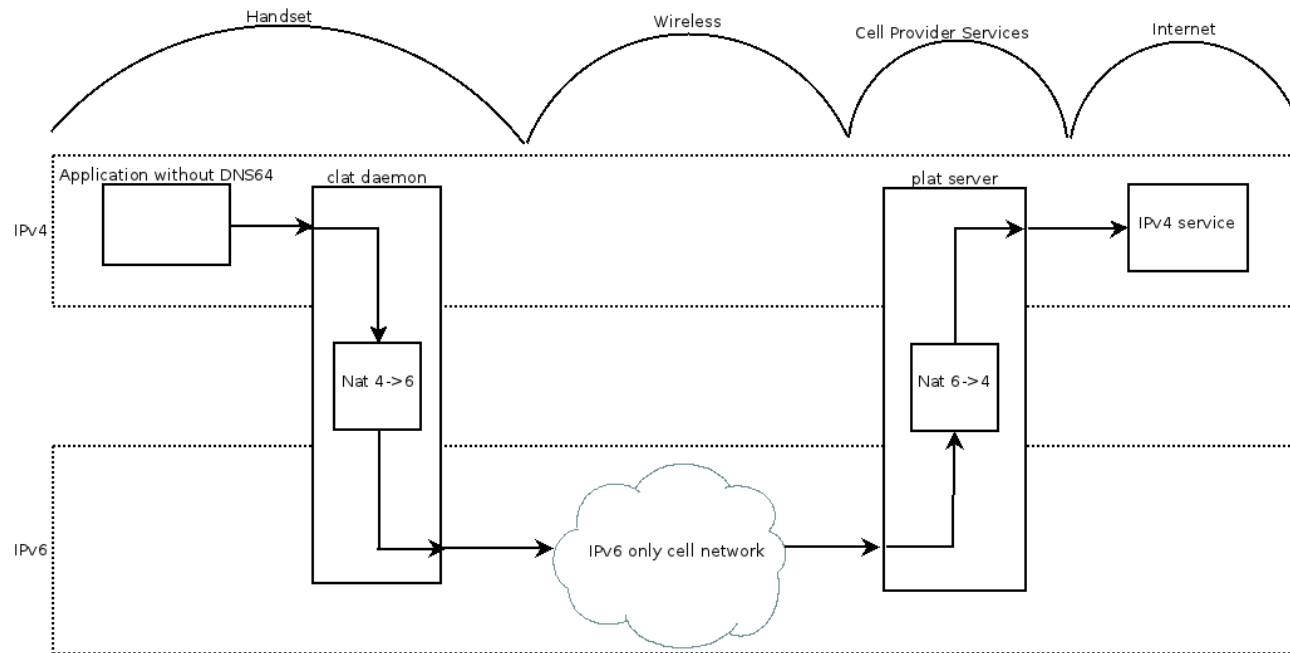 Handset
Wireless
Cell Provider Services
Internet
Application without DNS64
clat daemon
plat server
IPv4
IPv4 service
Nat 4->6
Nat 6->4
IPv6
IPv6 only cell network